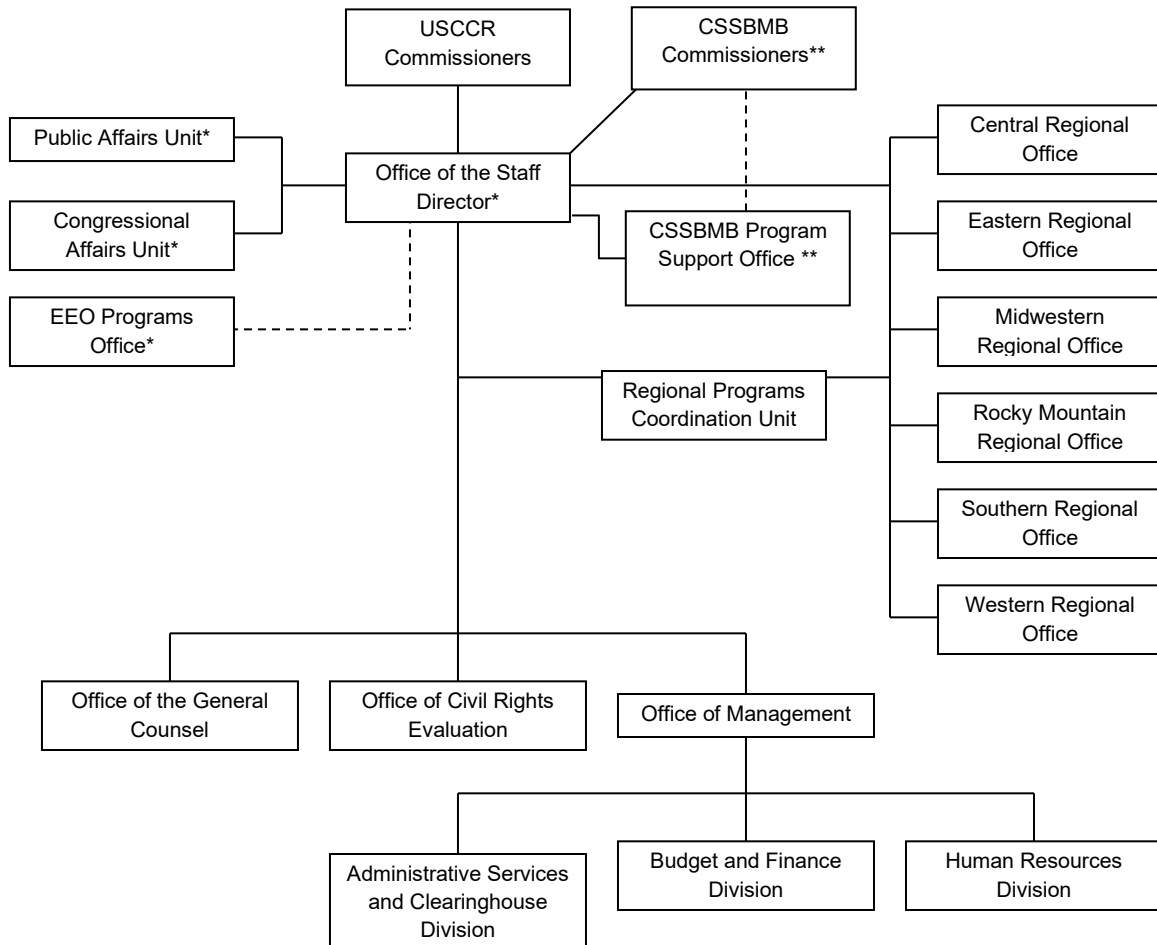 USCCR
Commissioners
CSSBMB
Commissioners**
Public Affairs Unit*
Office of the Staff
Director*
Central Regional
Office
Congressional
Affairs Unit*
CSSBMB Program
Support Office **
Eastern Regional
Office
EEO Programs
Office*
Midwestern
Regional Office
Regional Programs
Coordination Unit
Rocky Mountain
Regional Office
Southern Regional
Office
Western Regional
Office
Office of the General
Counsel
Office of Civil Rights
Evaluation
Office of Management
Administrative Services
and Clearinghouse
Division
Budget and Finance
Division
Human Resources
Division